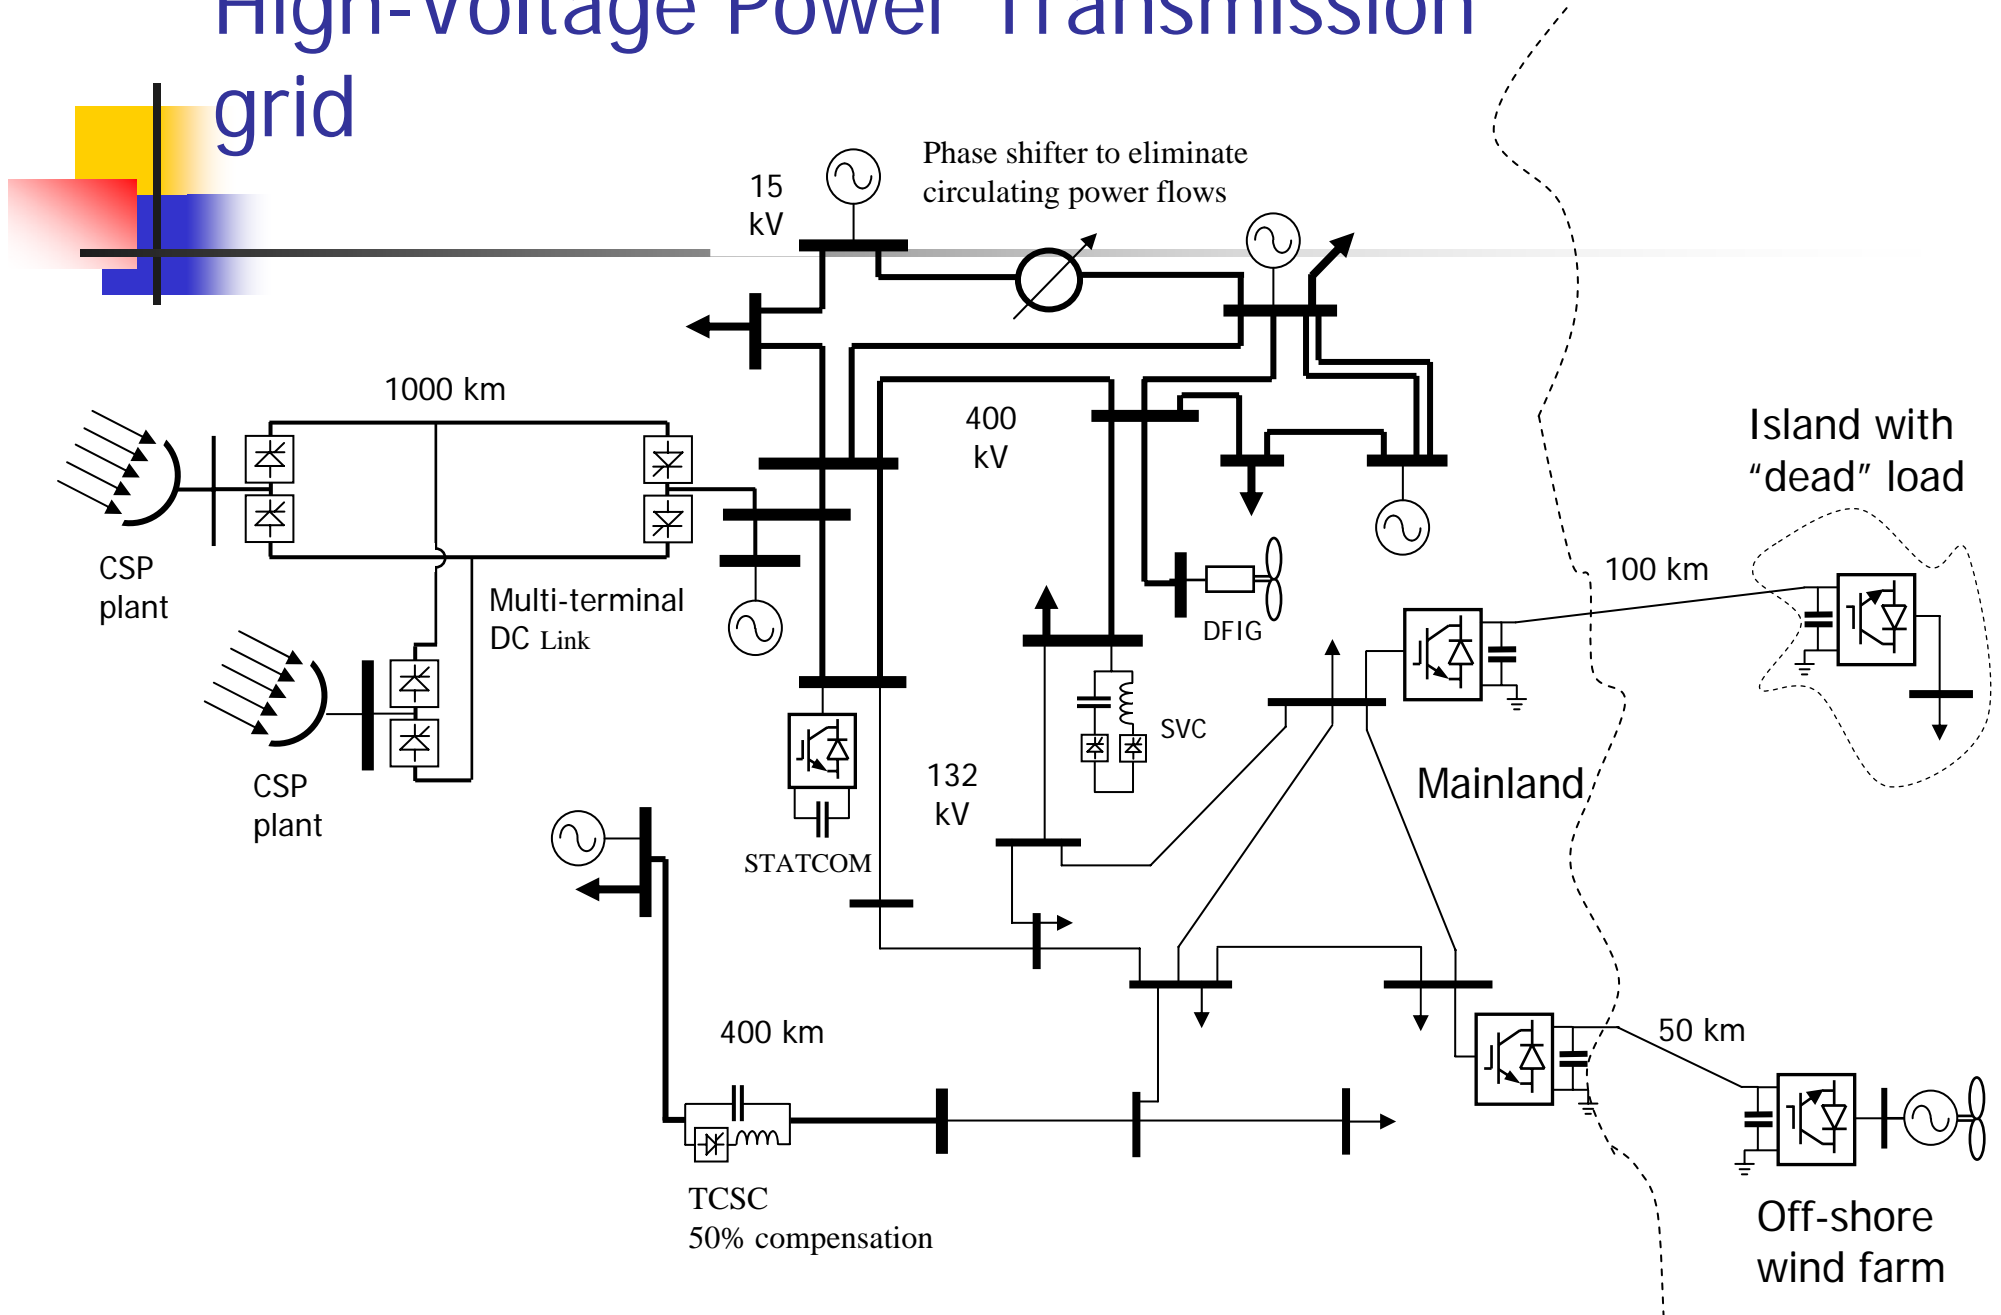 High-Voltage Power Transmission
grid
Phase shifter to eliminate
circulating power flows
15
kV
1000 km
400
kV
Island with
“dead” load
CSP
plant
Multi-terminal
DC Link
DFIG
100 km
CSP
plant
SVC
132
kV
Mainland
STATCOM
400 km
50 km
TCSC
50% compensation
Off-shore
wind farm